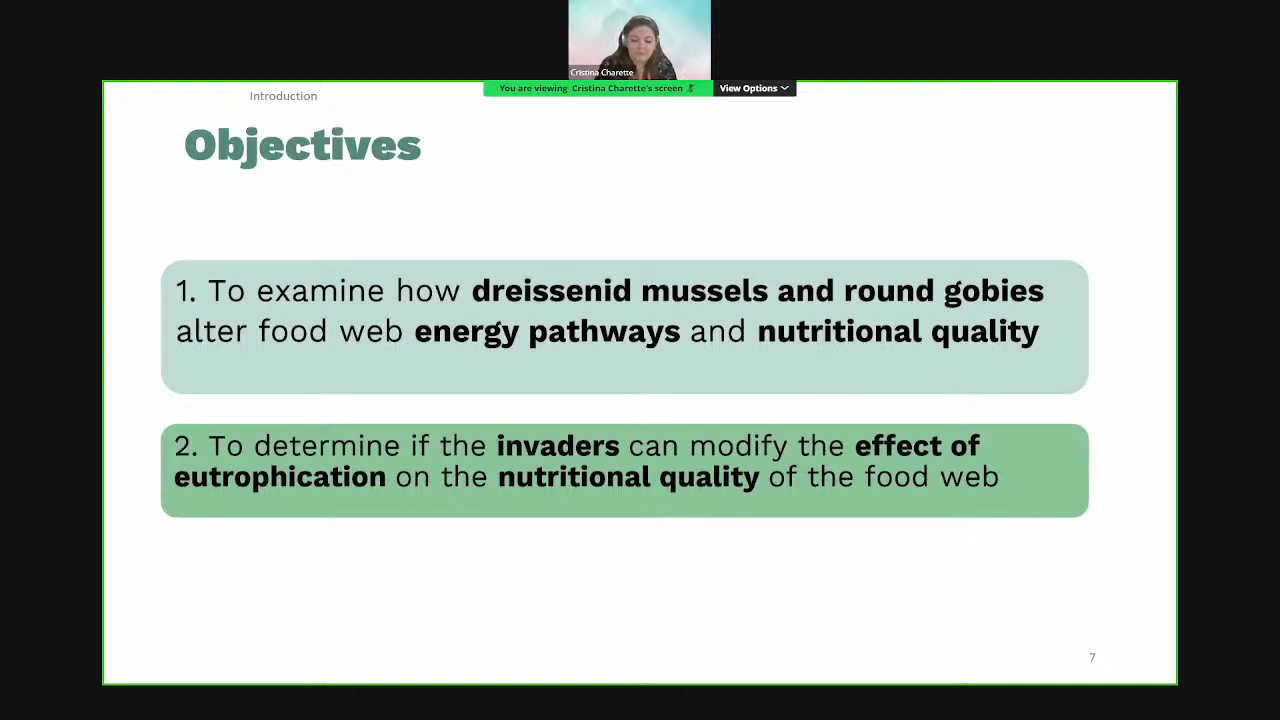 Cristina Charette
You are viewing Cristina Charette's screen
View Options
Introduction
Objectives
1. To examine how dreissenid mussels and round gobies
alter food web energy pathways and nutritional quality
2. To determine if the invaders can modify the effect of
eutrophication on the nutritional quality of the food web
7